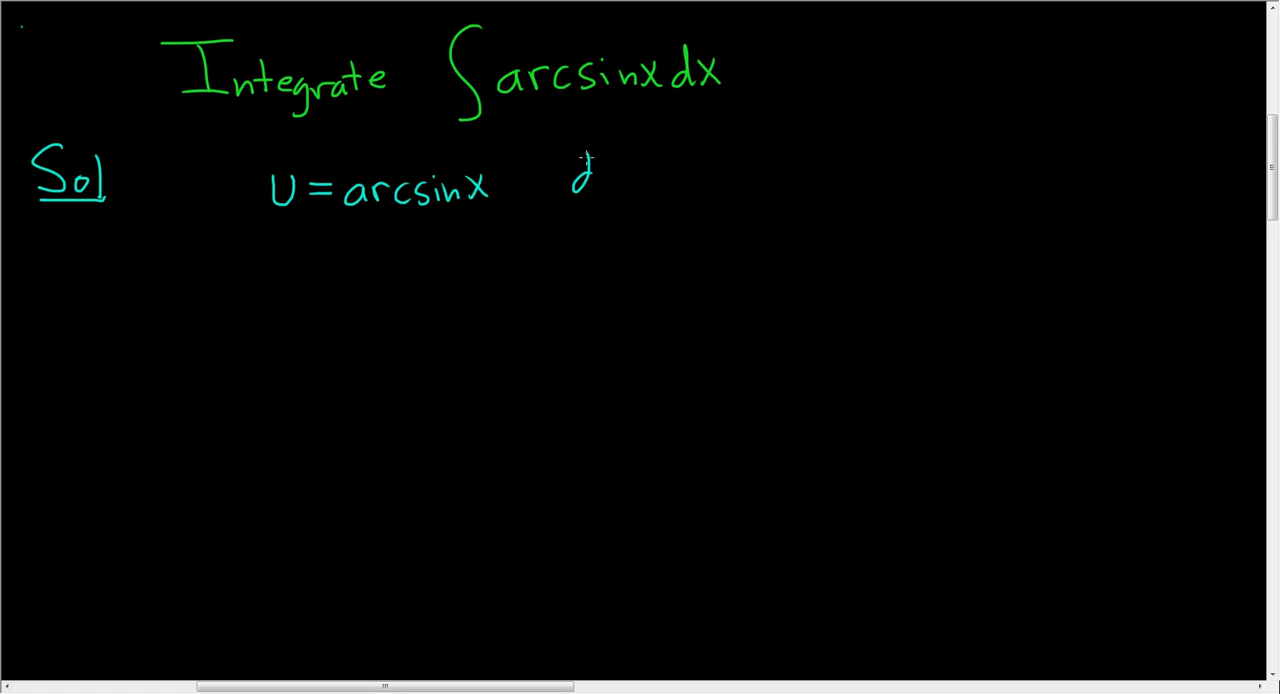 Integrate ∫ arcsinx dx
Sol U = arcsinx d